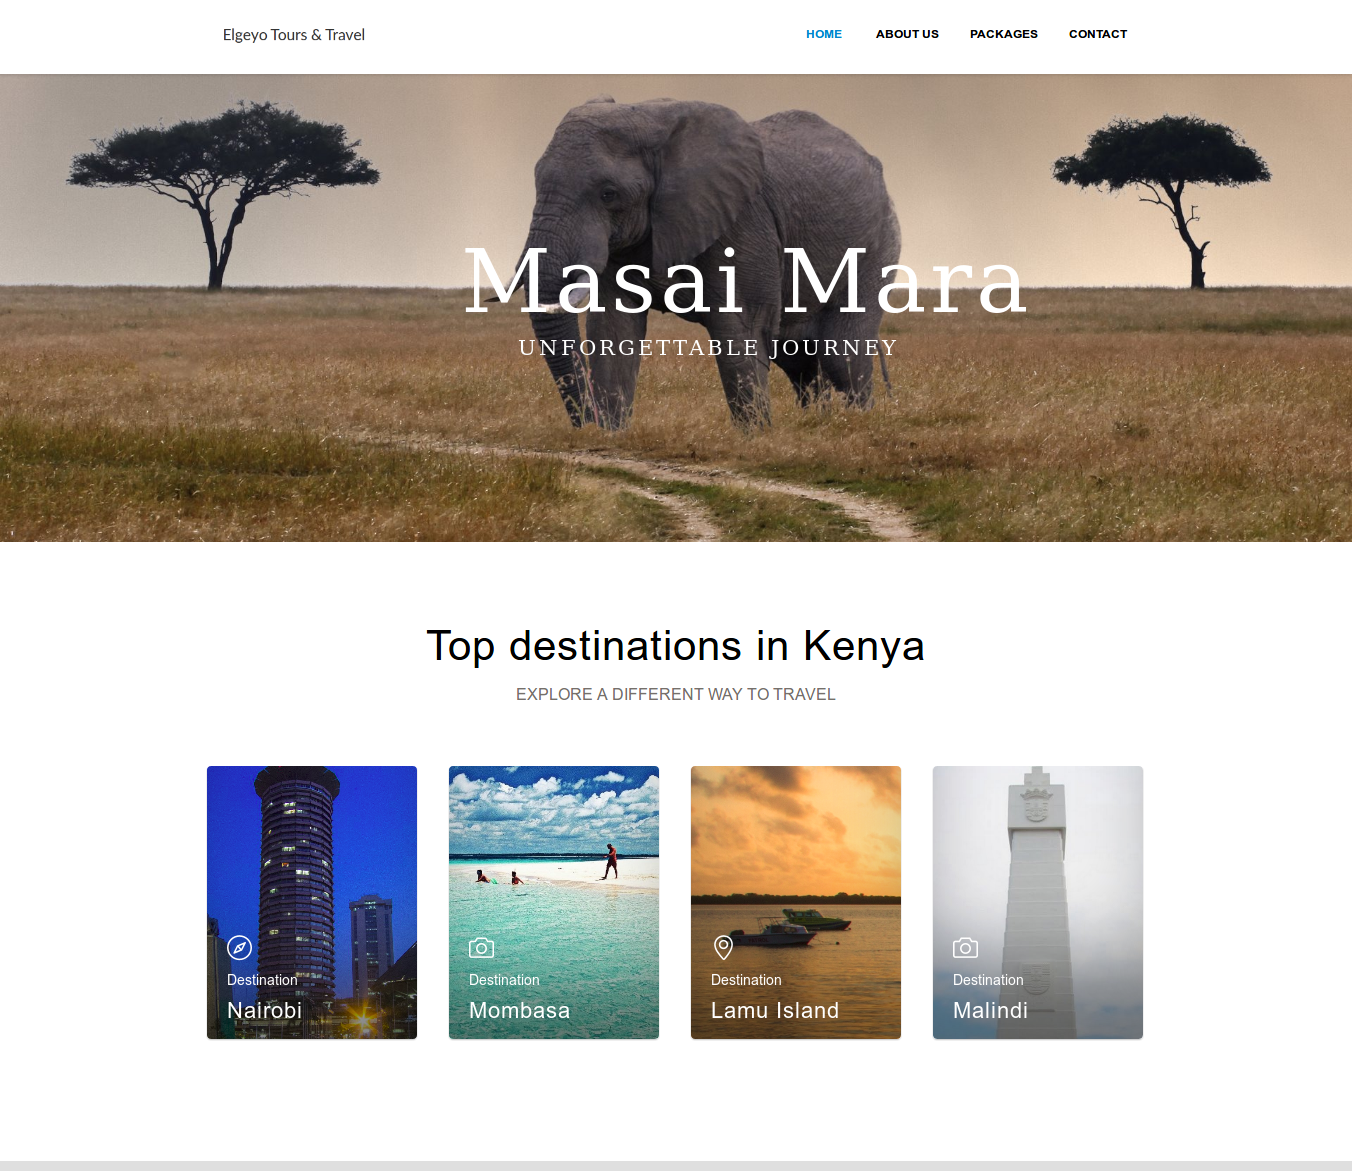 Elgeyo Tours & Travel
HOME ABOUT US PACKAGES CONTACT
Masai Mara
UNFORGETTABLE JOURNEY
Top destinations in Kenya
EXPLORE A DIFFERENT WAY TO TRAVEL
Destination
Nairobi
Destination
Mombasa
Destination
Lamu Island
Destination
Malindi